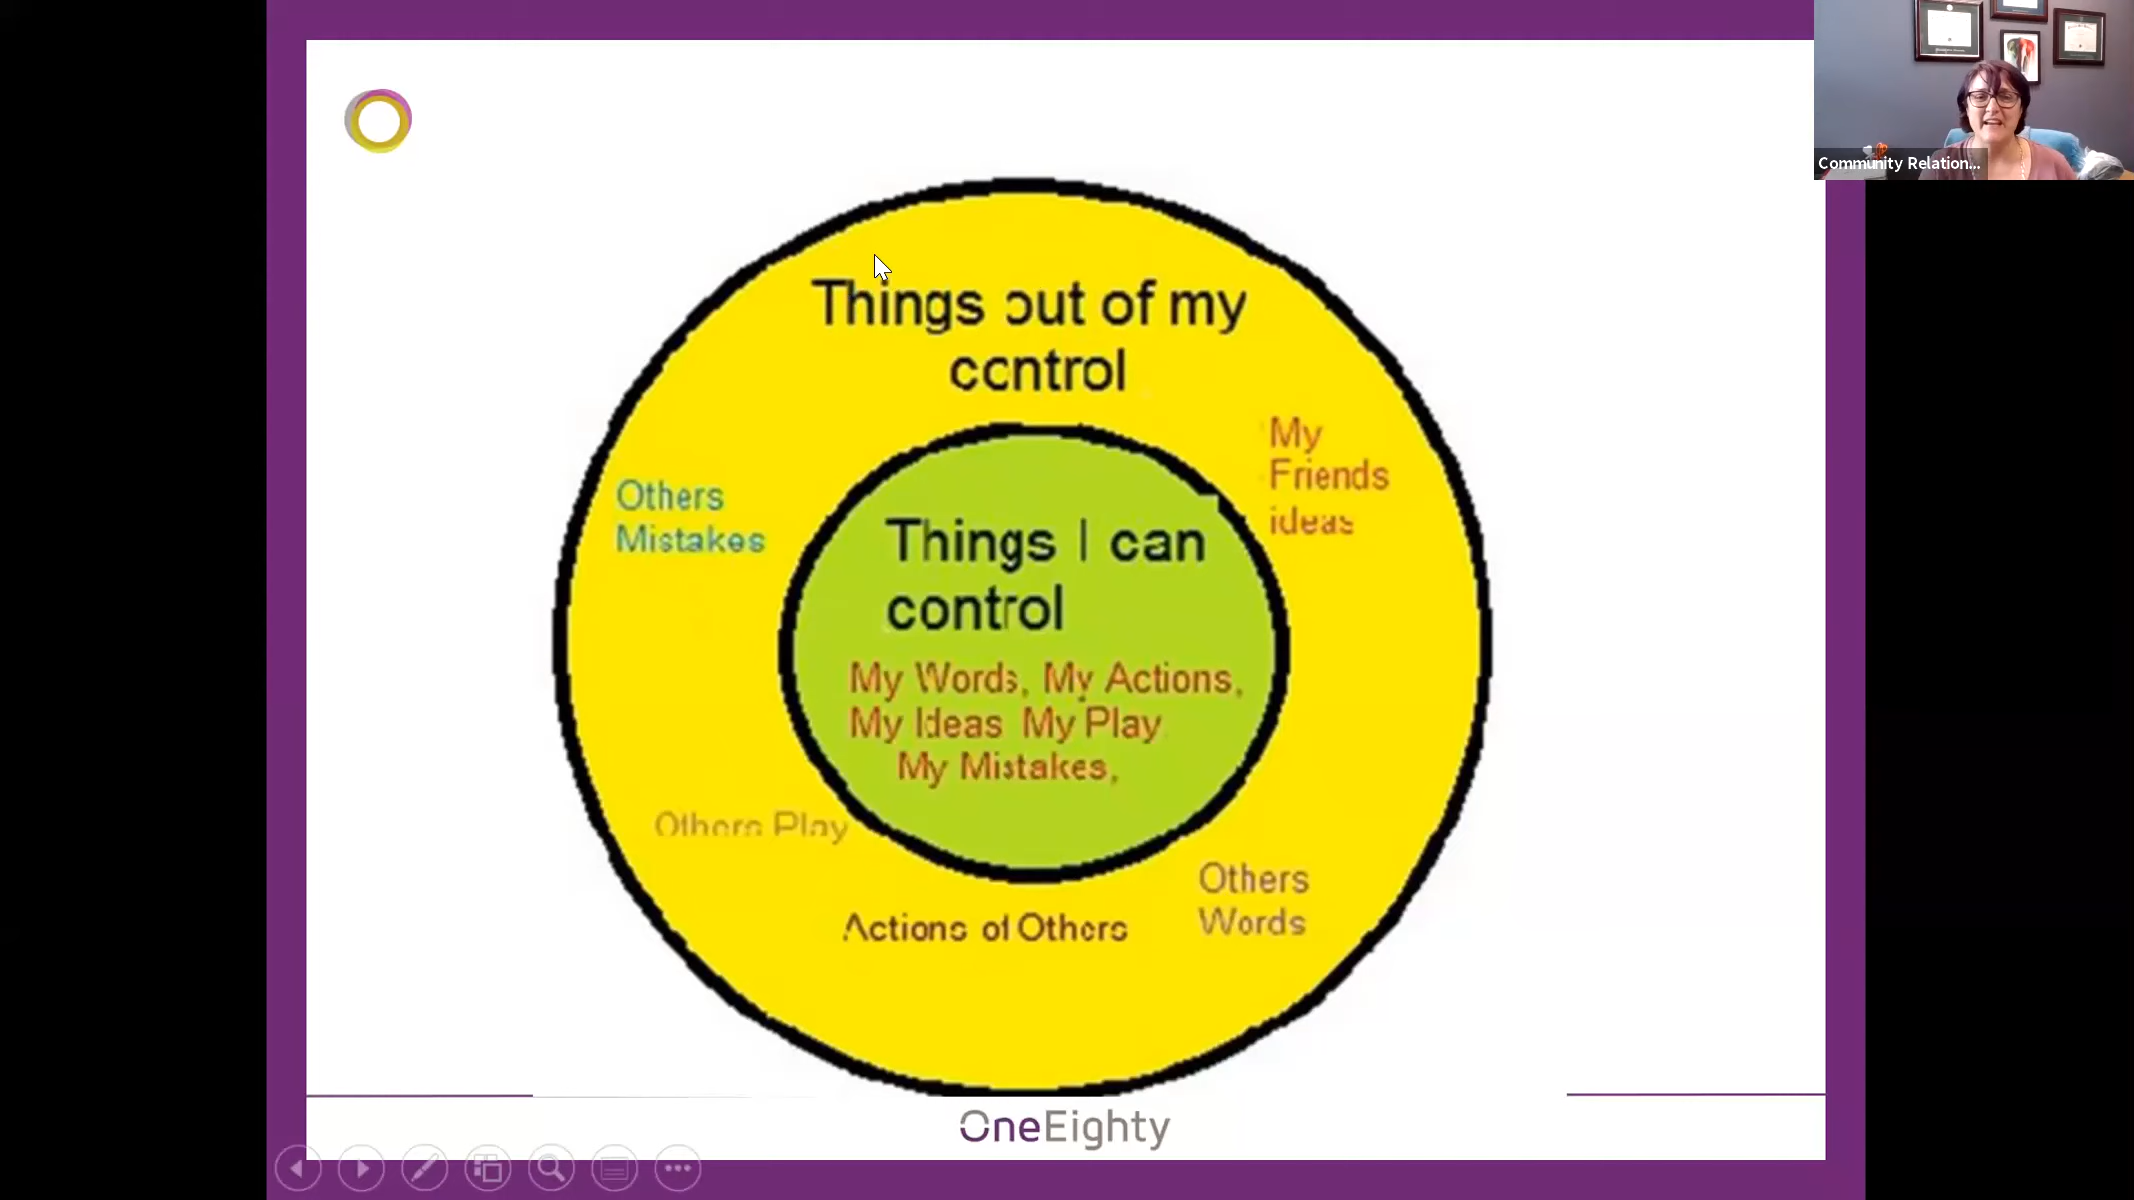 Community Relation...
Things out of my
control
My
Friends
ideas
Others
Mistakes
Things I can
control
My Words, My Actions,
My Ideas My Play
My Mistakes,
Others Play
Others
Words
Actions of Others
OneEighty